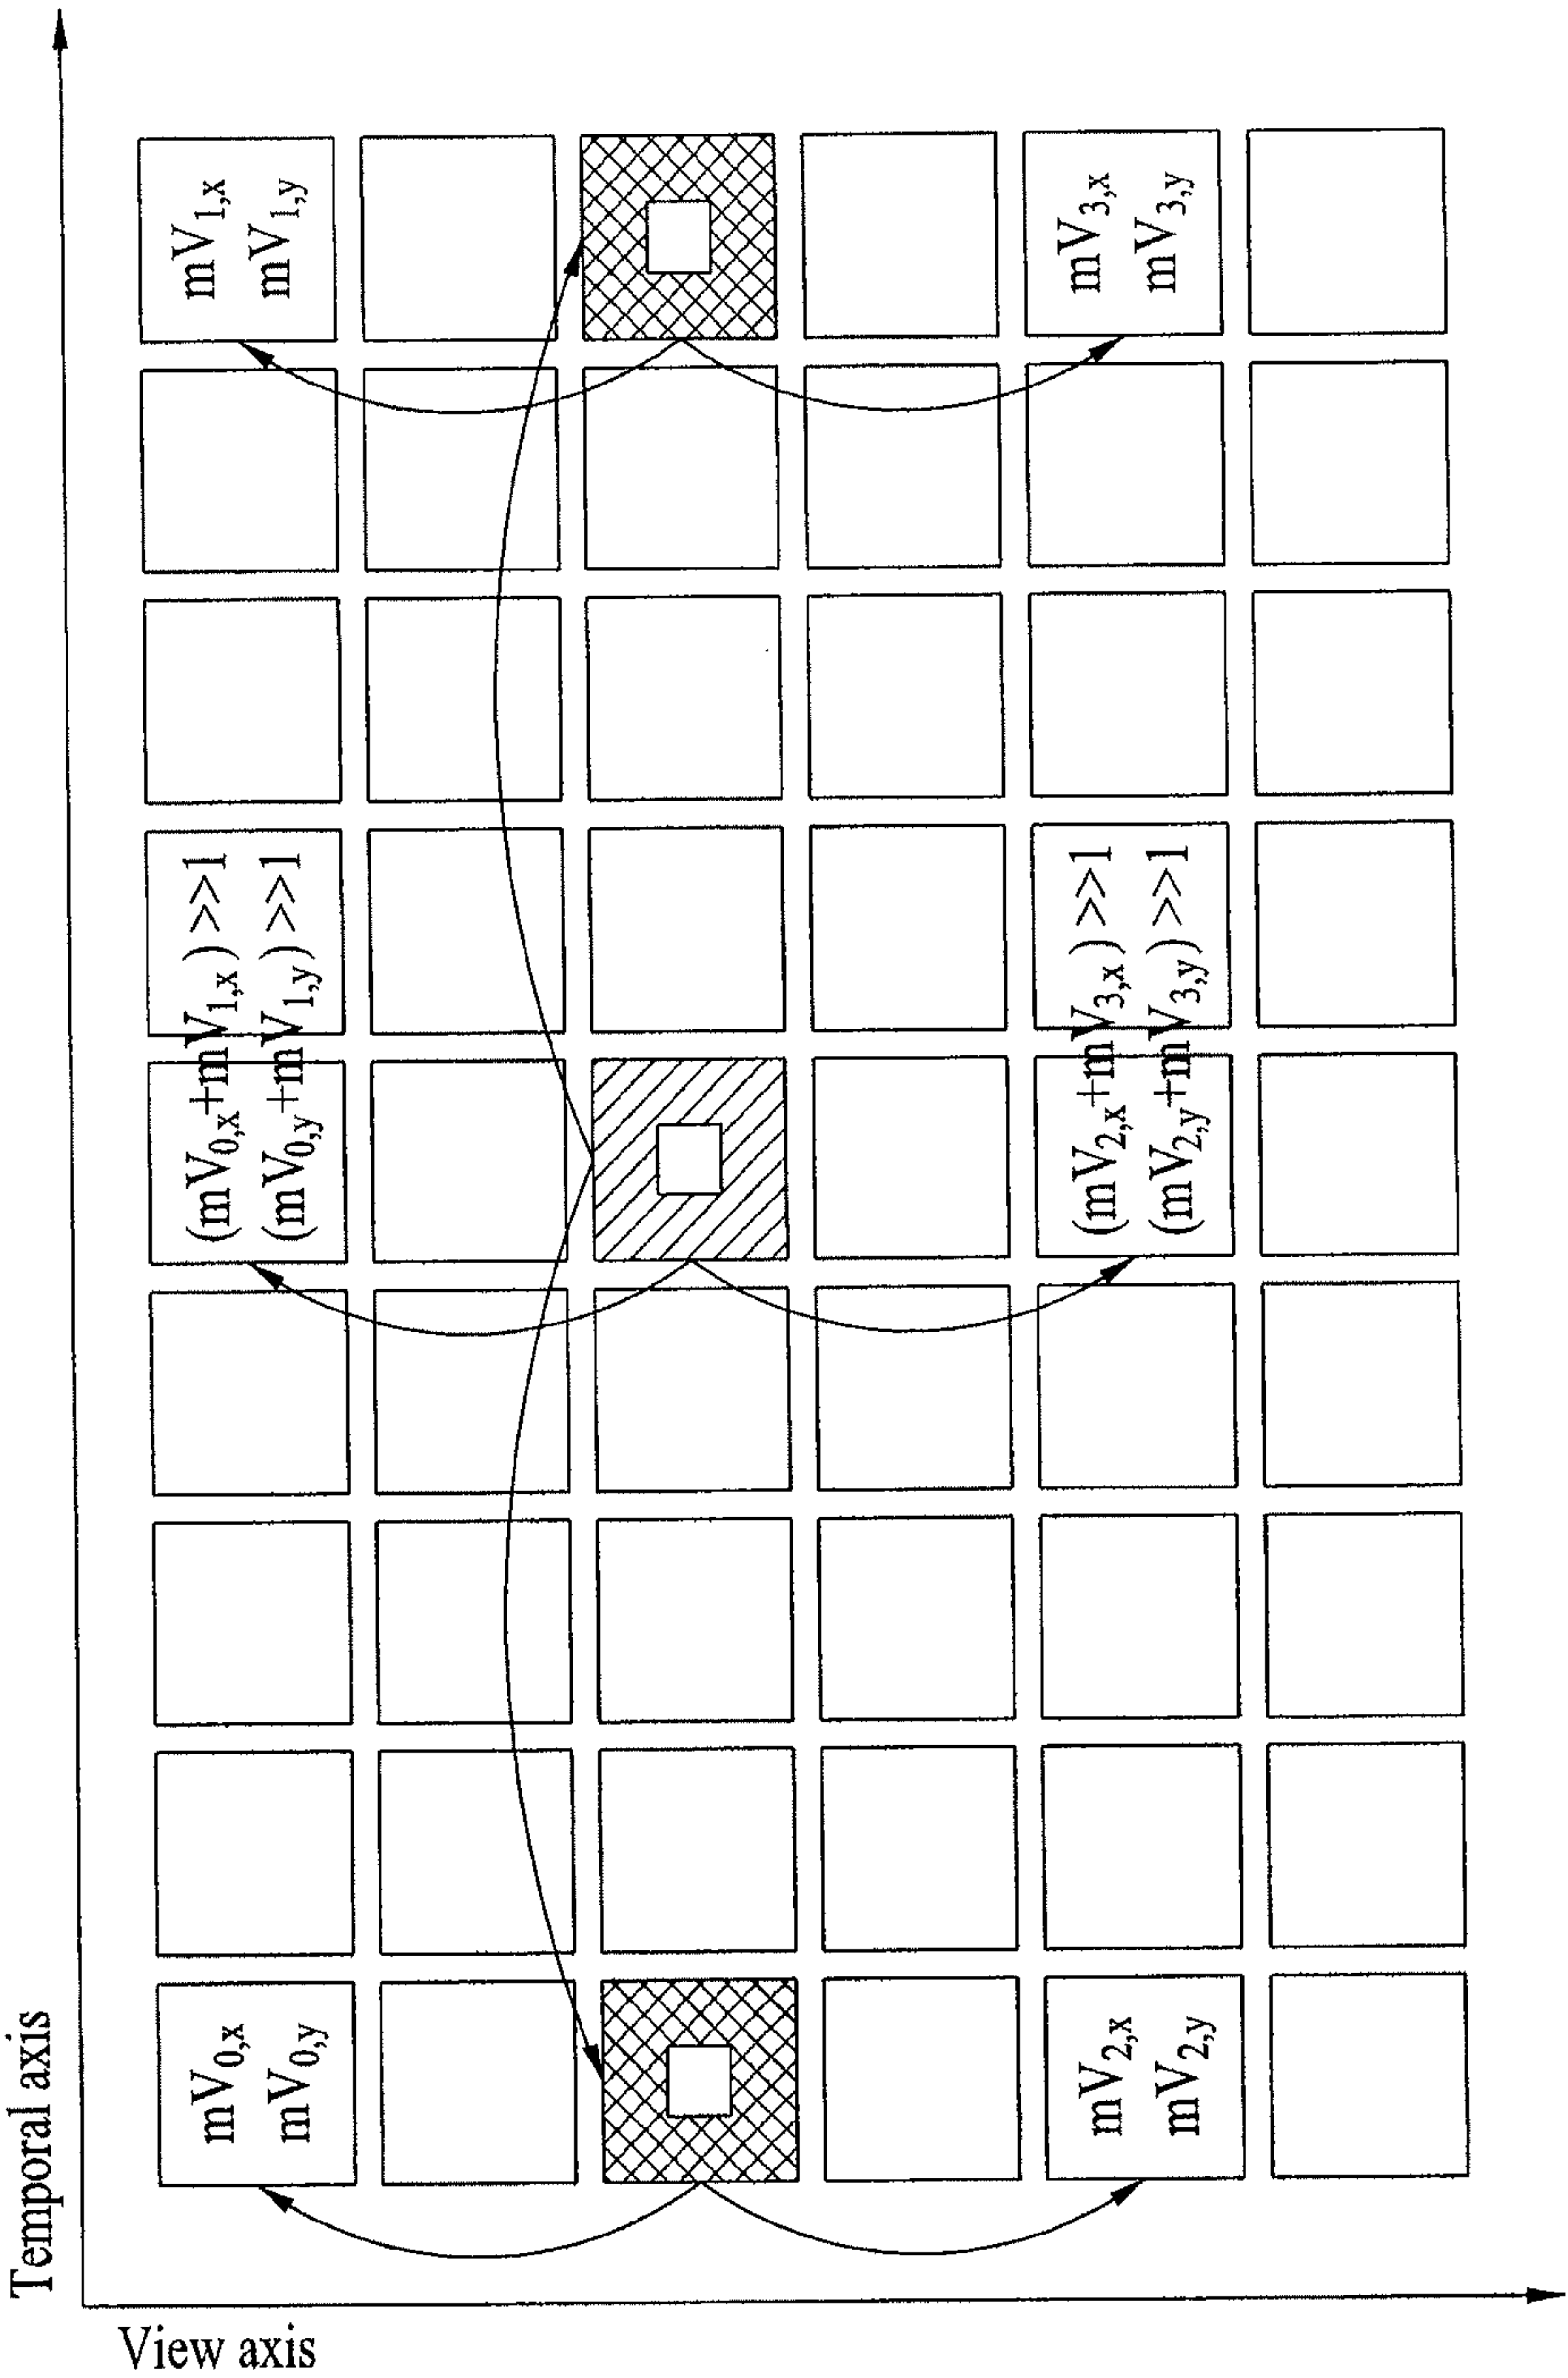 Temporal axis
View axis
mV0,x
mV0,y
(mV0,x+mV1,x) >>1
(mV0,y+mV1,y) >>1
mV1,x
mV1,y
mV2,x
mV2,y
(mV2,x+mV3,x) >>1
(mV2,y+mV3,y) >>1
mV3,x
mV3,y